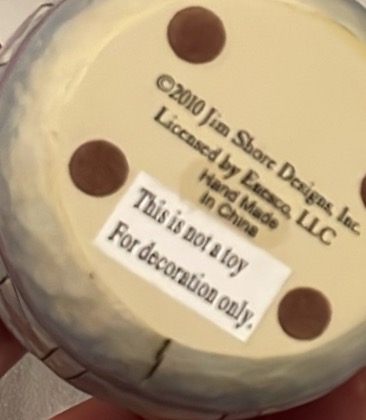 ©2010 Jim Shore Designs, Inc.
Licensed by Enesco, LLC
Hand Made
In China
This is not a toy
For decoration only.